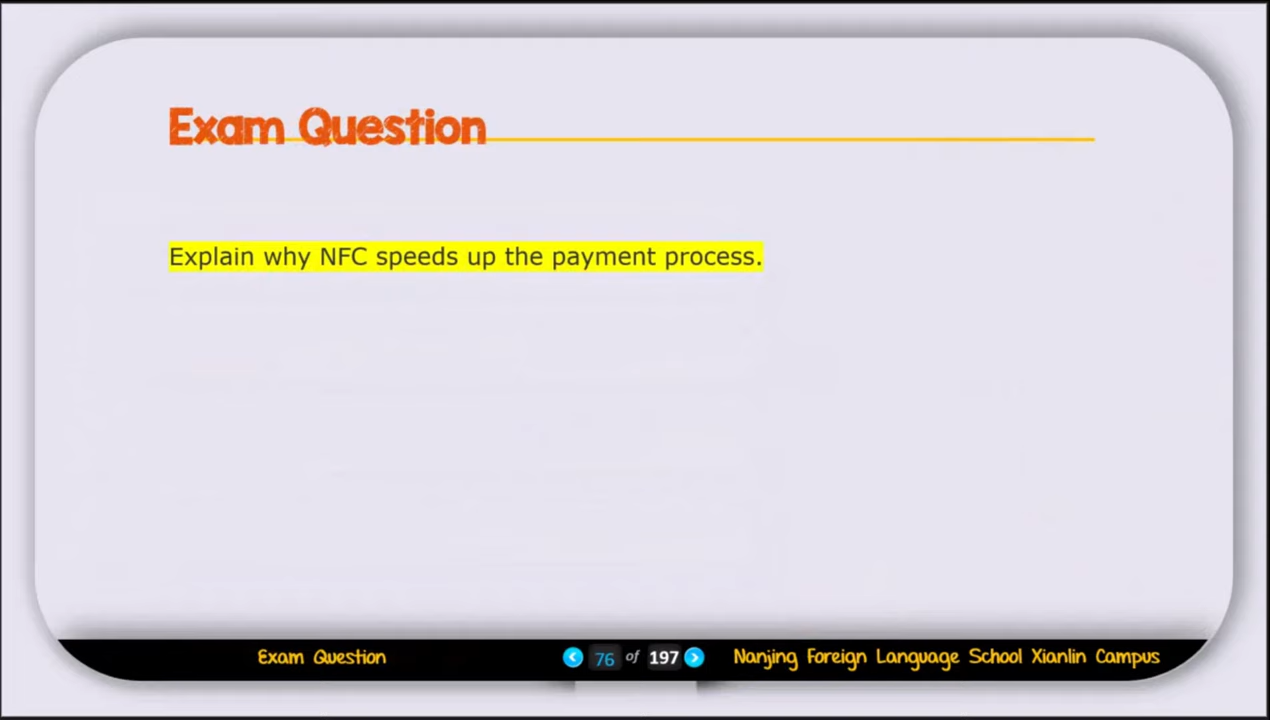 Exam Question
Explain why NFC speeds up the payment process.
Exam Question 76 of 197 Nanjing Foreign Language School Xianlin Campus